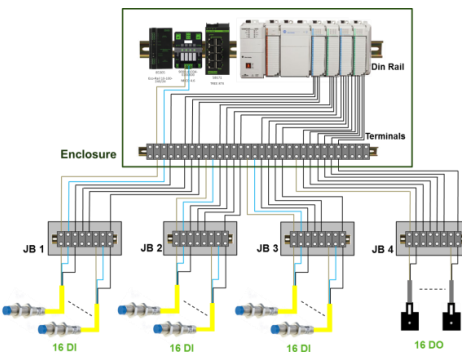 Din Rail
Terminals
Enclosure
JB 1
JB 2
JB 3
JB 4
16 DI
16 DI
16 DI
16 DO